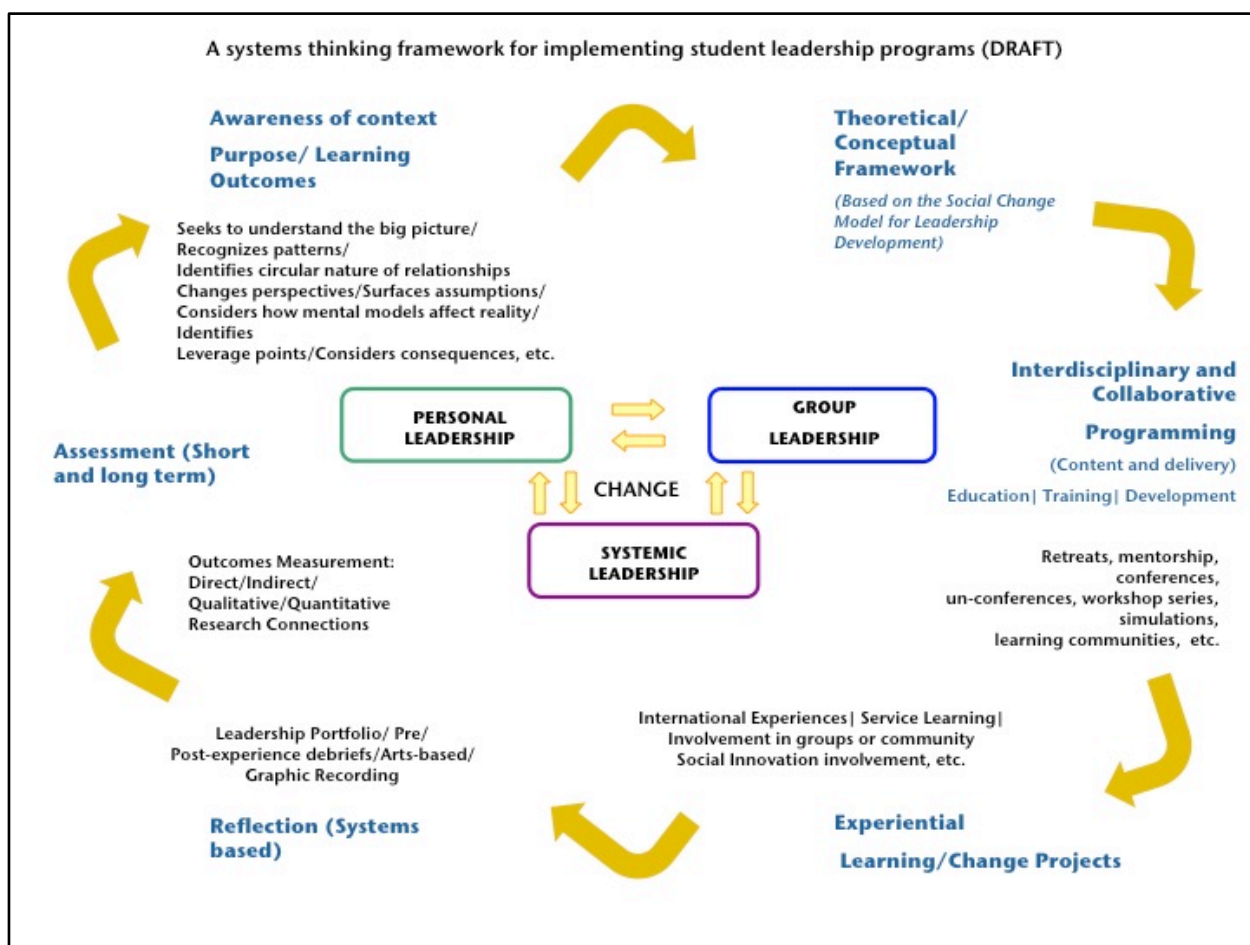 A systems thinking framework for implementing student leadership programs (DRAFT)
Awareness of context
Purpose/ Learning
Outcomes
Seeks to understand the big picture/
Recognizes patterns/
Identifies circular nature of relationships
Changes perspectives/Surfaces assumptions/
Considers how mental models affect reality/
Identifies
Leverage points/Considers consequences, etc.
Theoretical/
Conceptual
Framework
(Based on the Social Change
Model for Leadership
Development)
Interdisciplinary and
Collaborative
Programming
(Content and delivery)
Education| Training| Development
Retreats, mentorship,
conferences,
un-conferences, workshop series,
simulations,
learning communities, etc.
PERSONAL
LEADERSHIP
GROUP
LEADERSHIP
CHANGE
SYSTEMIC
LEADERSHIP
International Experiences| Service Learning|
Involvement in groups or community
Social Innovation involvement, etc.
Experiential
Learning/Change Projects
Leadership Portfolio/ Pre/
Post-experience debriefs/Arts-based/
Graphic Recording
Reflection (Systems
based)
Assessment (Short
and long term)
Outcomes Measurement:
Direct/Indirect/
Qualitative/Quantitative
Research Connections